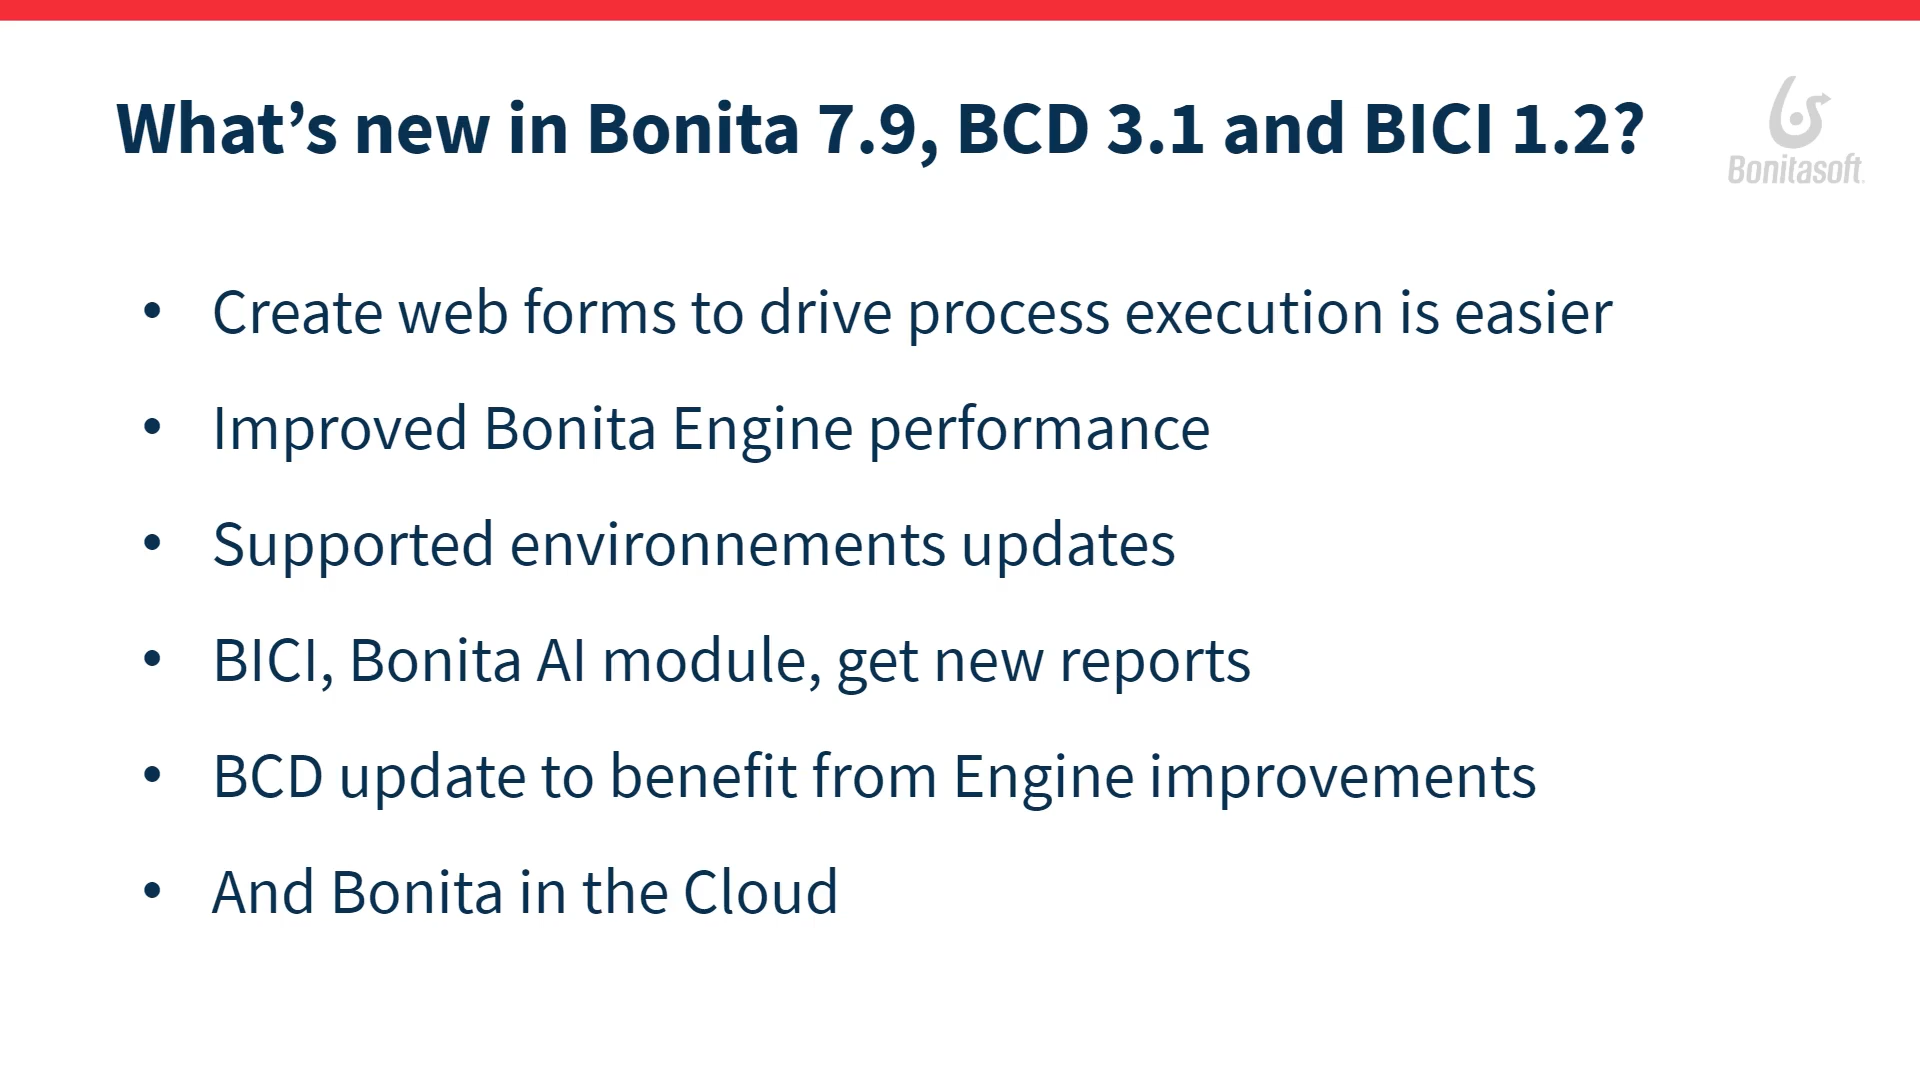 What’s new in Bonita 7.9, BCD 3.1 and BICI 1.2?
Bonitasoft
• Create web forms to drive process execution is easier
• Improved Bonita Engine performance
• Supported environnements updates
• BICI, Bonita AI module, get new reports
• BCD update to benefit from Engine improvements
• And Bonita in the Cloud